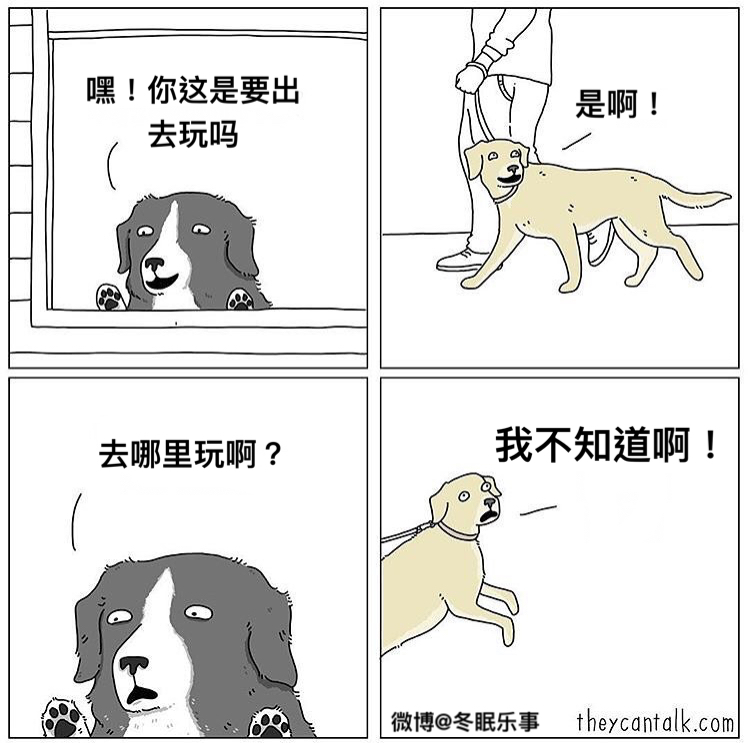 嘿！你这是要出
去玩吗
是啊！
去哪里玩啊？
我不知道啊！
微博@冬眠乐事
theycantalk.com